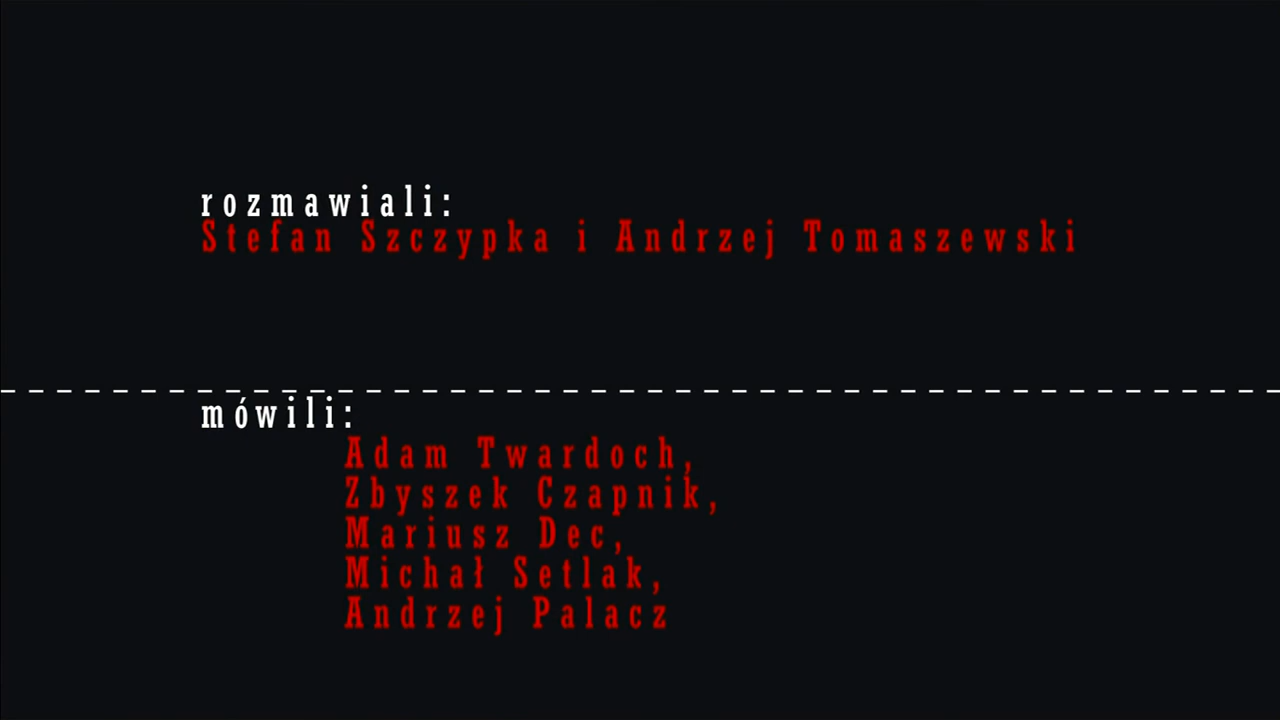 rozmawiali:
Stefan Szczypka i Andrzej Tomaszewski
mówili:
Adam Twardoch,
Zbyszek Czapnik,
Mariusz Dec,
Michał Setlak,
Andrzej Palacz